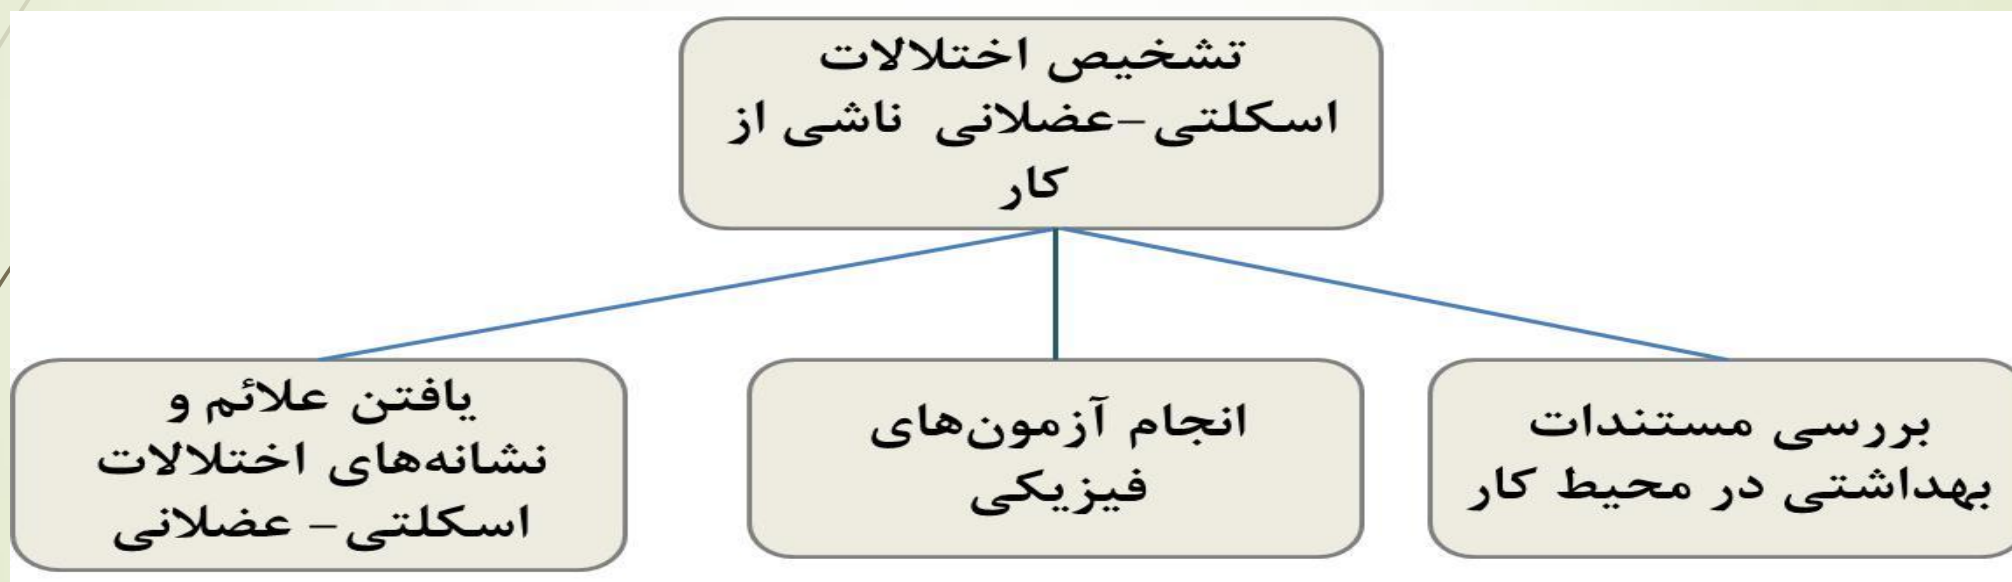 تشخیص اختلالات
اسکلتی-عضلانی ناشی از
کار
بررسی مستندات
بهداشتی در محیط کار
انجام آزمون‌های
فیزیکی
یافتن علائم و
نشانه‌های اختلالات
اسکلتی- عضلانی